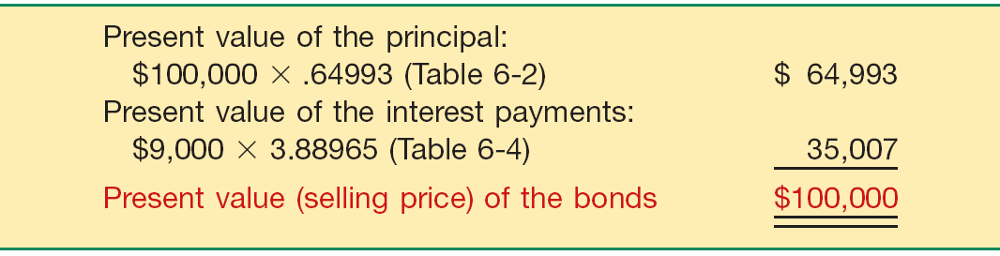 Present value of the principal:
$100,000 × .64993 (Table 6-2) $ 64,993
Present value of the interest payments:
$9,000 × 3.88965 (Table 6-4) 35,007
Present value (selling price) of the bonds $100,000